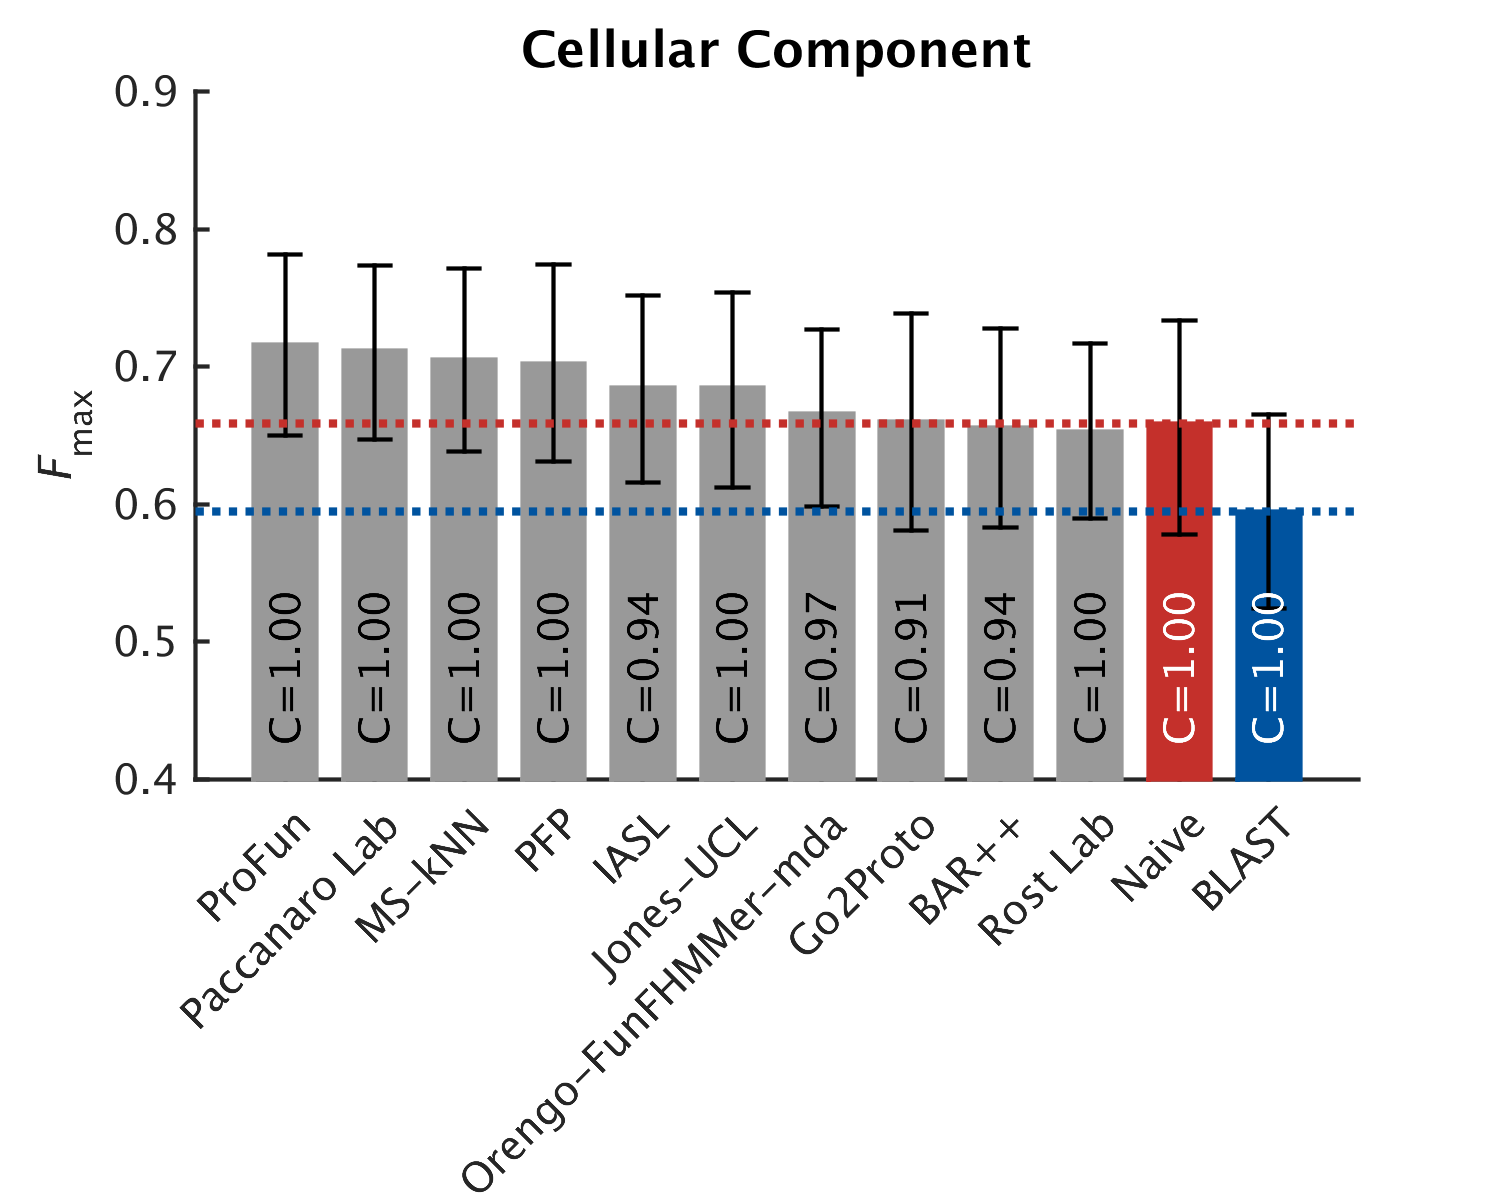 Cellular Component
0.9
0.8
0.7
0.6
0.5
0.4
Fmax
C=1.00
C=1.00
C=1.00
C=1.00
C=0.94
C=1.00
C=0.97
C=0.91
C=0.94
C=1.00
C=1.00
C=1.00
ProFun
Paccanaro Lab
MS-kNN
PFP
IASL
Jones-UCL
Orengo-FunFHMMer-mda
Go2Proto
BAR++
Rost Lab
Naive
BLAST